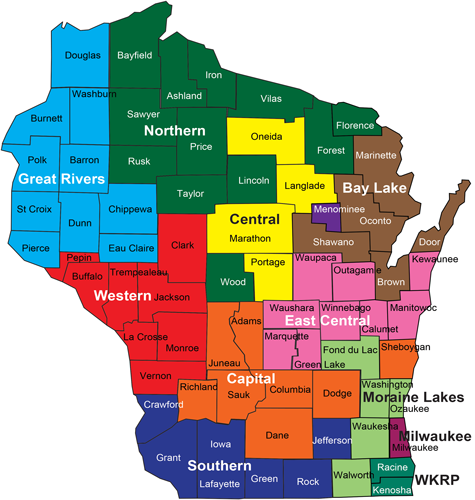 Douglas
Bayfield
Iron
Ashland
Vilas
Washburn
Burnett
Sawyer
Northern
Price
Florence
Oneida
Forest
Marinette
Polk
Barron
Rusk
Great Rivers
Taylor
Lincoln
Langlade
Bay Lake
St Croix
Chippewa
Dunn
Central
Menominee
Oconto
Pierce
Eau Claire
Clark
Marathon
Shawano
Door
Pepin
Portage
Waupaca
Kewaunee
Buffalo
Trempealeau
Outagame
Wood
Brown
Western
Jackson
Waushara
Winnebago
Manitowoc
Adams
East Central
Calumet
La Crosse
Monroe
Juneau
Marquette
Green Lake
Fond du Lac
Sheboygan
Vernon
Richland
Capital
Sauk
Columbia
Dodge
Washington
Moraine Lakes
Ozaukee
Crawford
Iowa
Dane
Jefferson
Waukesha
Milwaukee
Milwaukee
Grant
Southern
Lafayette
Green
Rock
Walworth
Racine
WKRP
Kenosha